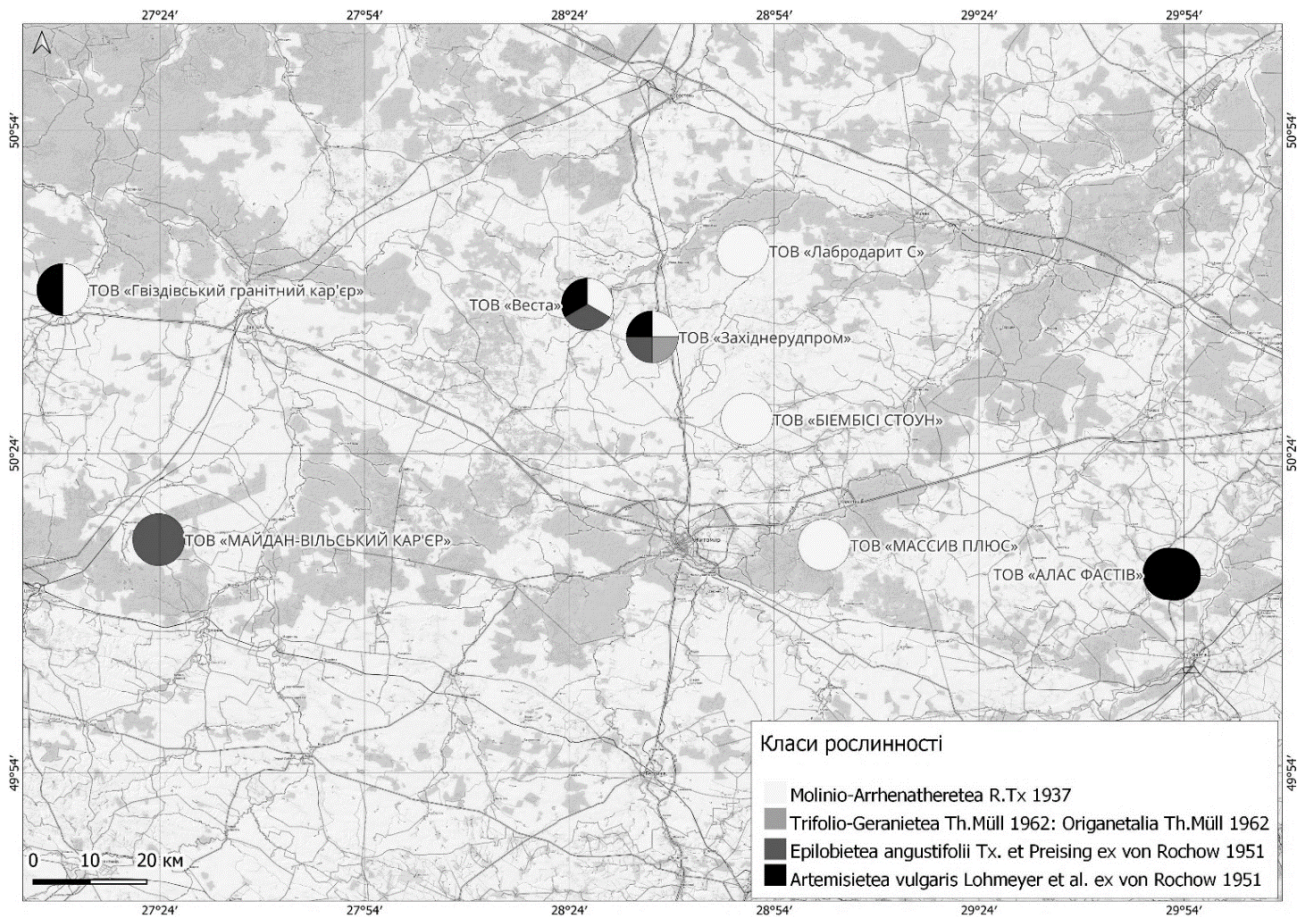 27°24′ 27°54′ 28°24′ 28°54′ 29°24′ 29°54′
50°54′ 50°54′
ТОВ «Лабродарит С»
ТОВ «Гвіздівський гранітний кар'єр»
ТОВ «Веста»
ТОВ «Західнерудпром»
ТОВ «БІЕМБІСІ СТОУН»
50°24′ 50°24′
ТОВ «МАЙДАН-ВІЛЬСЬКИЙ КАР'ЄР»
Житомир
ТОВ «МАССИВ ПЛЮС»
ТОВ «АЛАС ФАСТІВ»
49°54′ 49°54′
Класи рослинності
Molinio-Arrhenatheretea R.Tx 1937
Trifolio-Geranietea Th.Müll 1962: Origanetalia Th.Müll 1962
Epilobietea angustifolii Tx. et Preising ex von Rochow 1951
Artemisietea vulgaris Lohmeyer et al. ex von Rochow 1951
0 10 20 км
27°24′ 27°54′ 28°24′ 28°54′ 29°24′ 29°54′